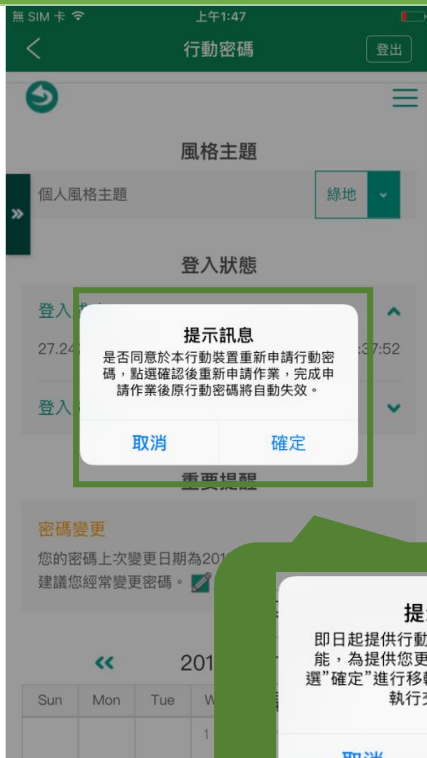 無 SIM 卡
上午1:47
行動密碼
登出
風格主題
個人風格主題
綠地
登入狀態
登入
27.24
:37:52
提示訊息
是否同意於本行動裝置重新申請行動密
碼，點選確認後重新申請作業，完成申
請作業後原行動密碼將自動失效。
取消
確定
登入
重要提醒
密碼變更
您的密碼上次變更日期為201
建議您經常變更密碼。
提
即日起提供行動
能，為提供您更
選"確定"進行移
執行
取消
201
Sun Mon Tue W
1